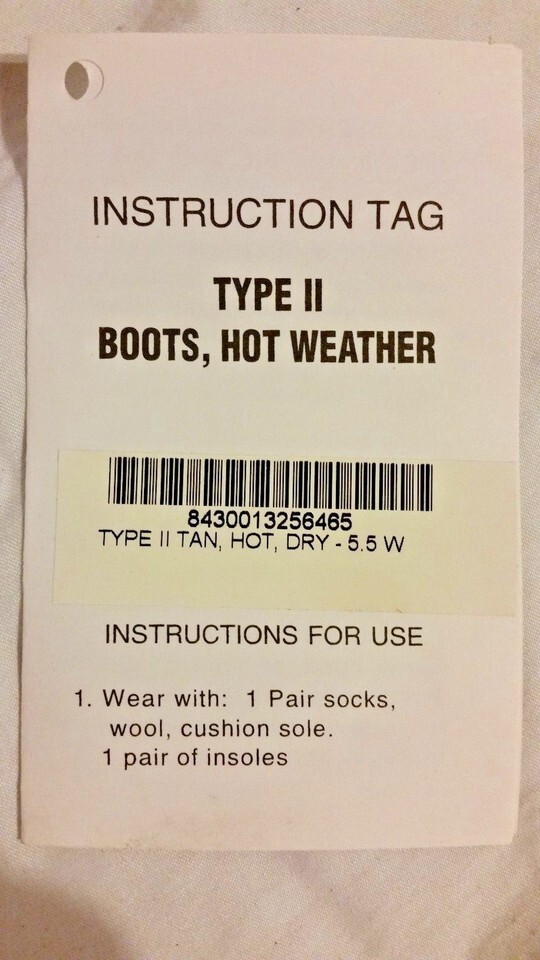 INSTRUCTION TAG
TYPE II
BOOTS, HOT WEATHER
8430013256465
TYPE II TAN, HOT, DRY - 5.5 W
INSTRUCTIONS FOR USE
1. Wear with: 1 Pair socks,
wool, cushion sole.
1 pair of insoles